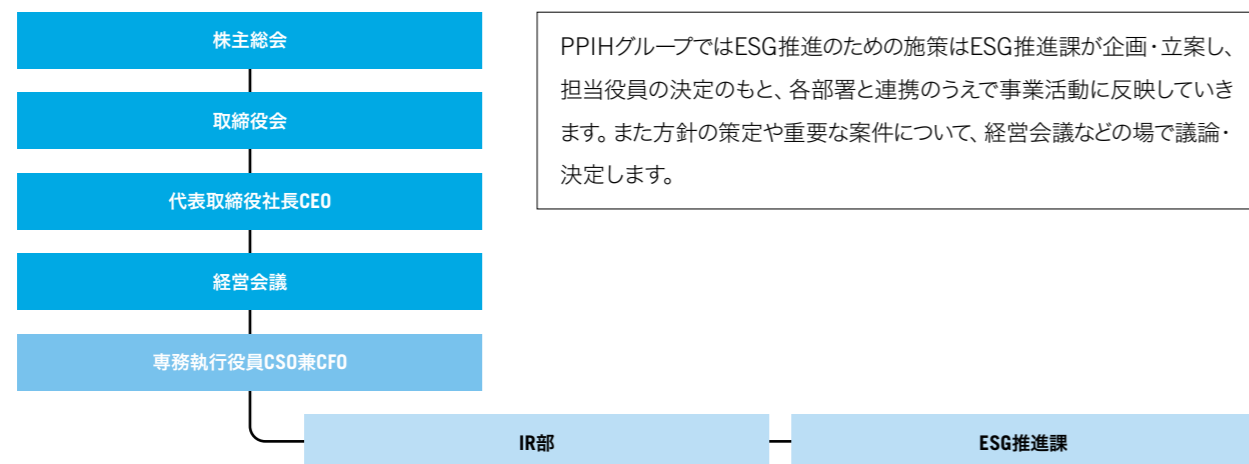 株主総会
取締役会
代表取締役社長CEO
経営会議
専務執行役員CSO兼CFO
IR部
ESG推進課
PPIHグループではESG推進のための施策はESG推進課が企画・立案し、
担当役員の決定のもと、各部署と連携のうえで事業活動に反映していき
ます。また方針の策定や重要な案件について、経営会議などの場で議論・
決定します。